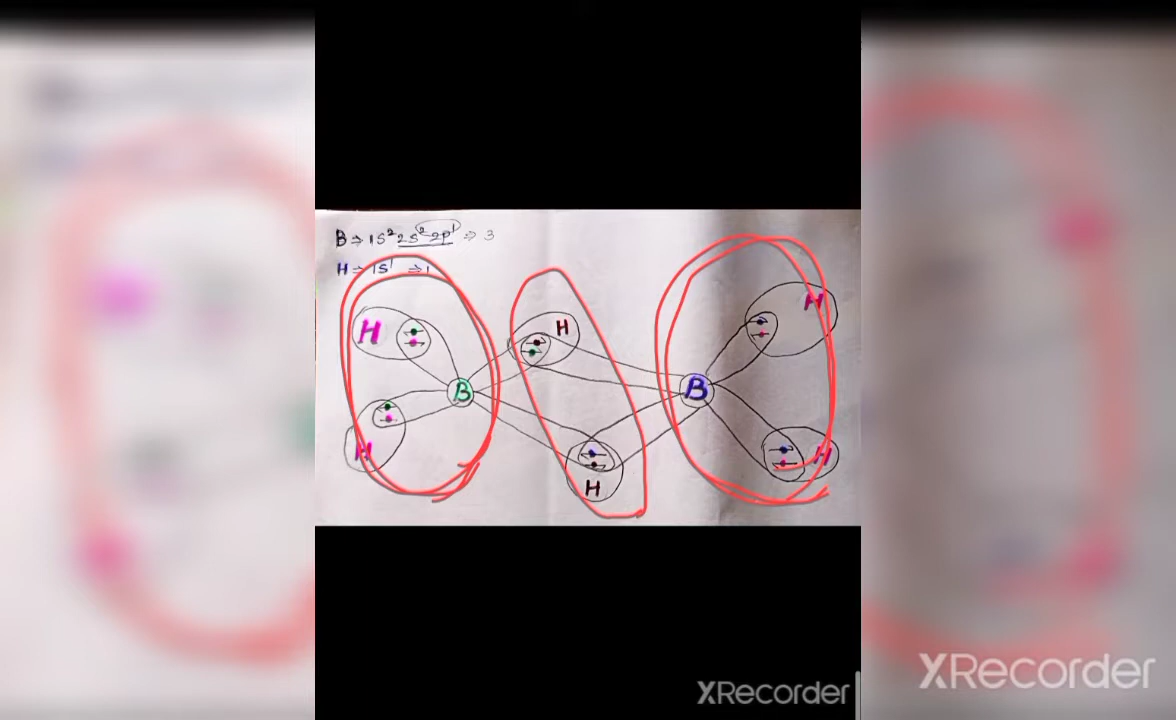 B ⇒ 1S² 2S² 2P¹ ⇒ 3
H ⇒ 1S¹ ⇒ 1
H
H
H
B
B
H
H
H
XRecorder
XRecorder